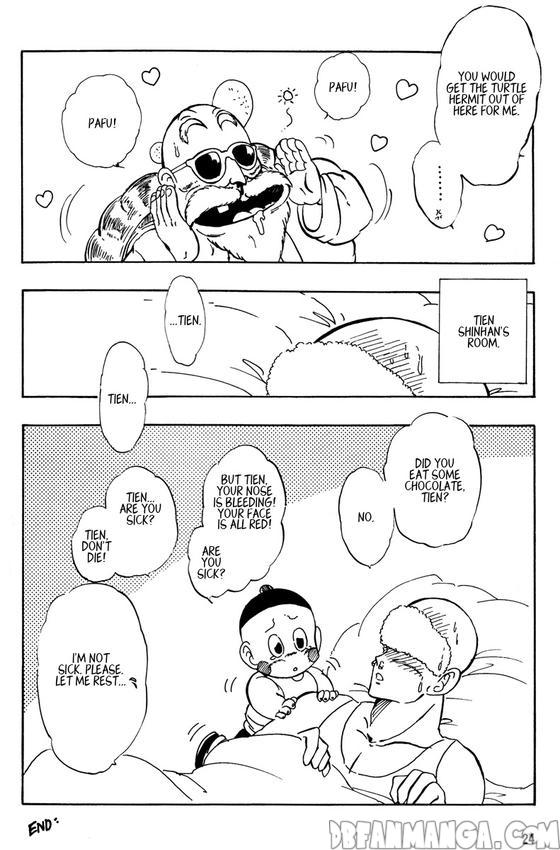 YOU WOULD
GET THE TURTLE
HERMIT OUT OF
HERE FOR ME.
........
PAFU!
PAFU!
TIEN
SHINHAN'S
ROOM.
...TIEN.
TIEN...
DID YOU
EAT SOME
CHOCOLATE,
TIEN?
NO.
BUT TIEN,
YOUR NOSE
IS BLEEDING!
YOUR FACE
IS ALL RED!
ARE
YOU
SICK?
TIEN...
ARE YOU
SICK?
TIEN,
DON'T
DIE!
I'M NOT
SICK. PLEASE.
LET ME REST...
END:
24
DBFANMANGA.COM